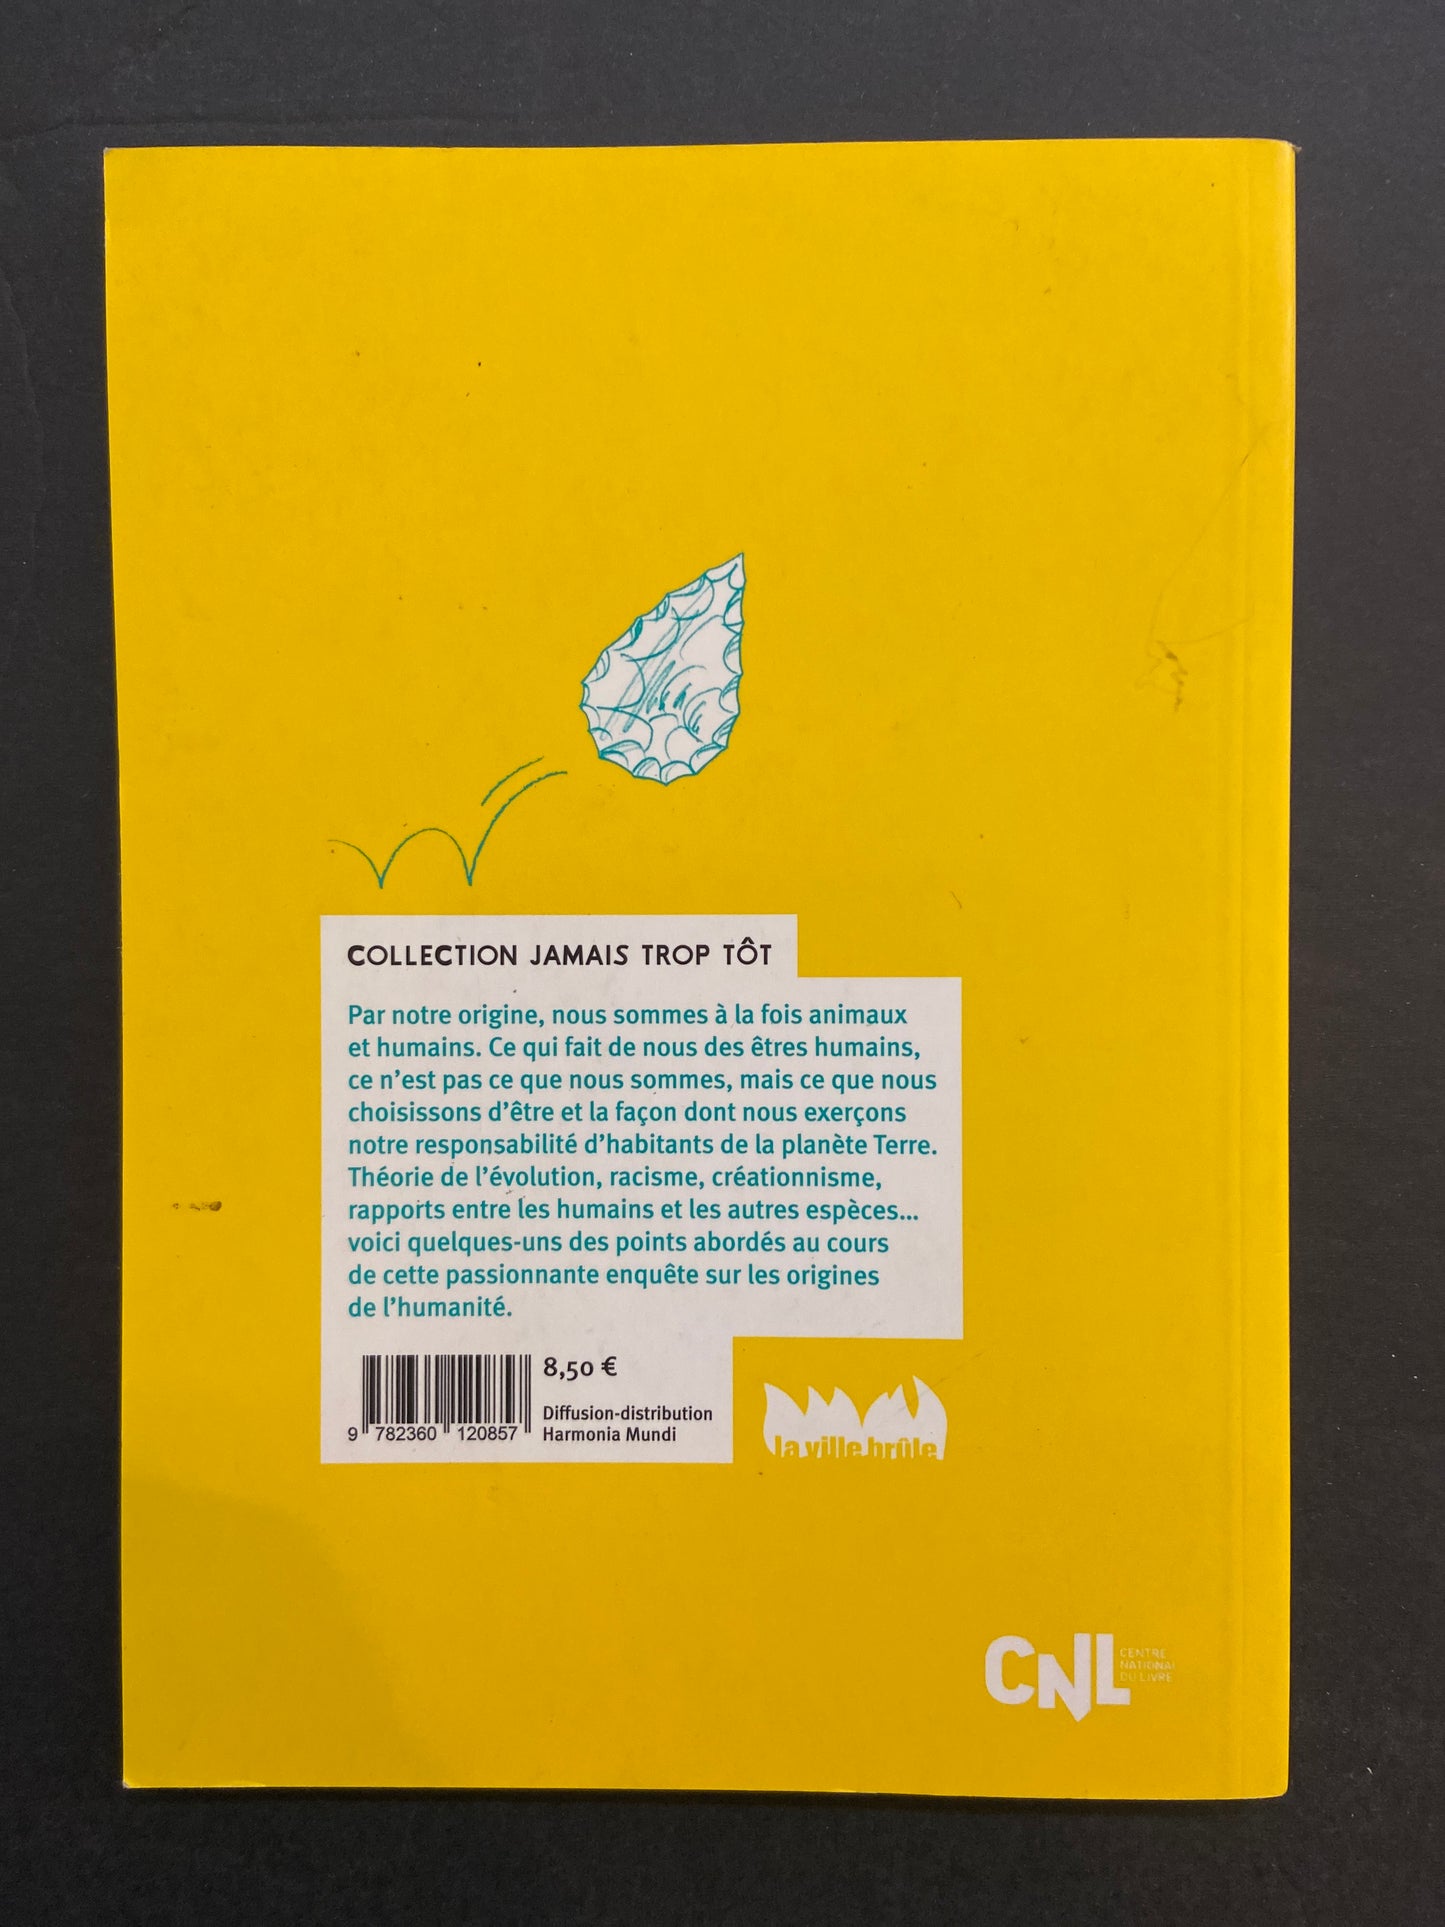 COLLECTION JAMAIS TROP TÔT
Par notre origine, nous sommes à la fois animaux
et humains. Ce qui fait de nous des êtres humains,
ce n'est pas ce que nous sommes, mais ce que nous
choisissons d'être et la façon dont nous exerçons
notre responsabilité d'habitants de la planète Terre.
Théorie de l'évolution, racisme, créationnisme,
rapports entre les humains et les autres espèces...
voici quelques-uns des points abordés au cours
de cette passionnante enquête sur les origines
de l'humanité.
8,50 €
Diffusion-distribution
Harmonia Mundi
9 782360 120857
la ville brûle
CNL
CENTRE
NATIONAL
DU LIVRE